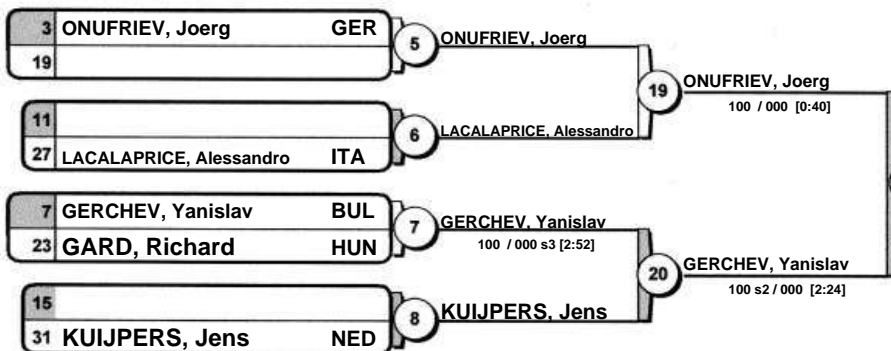 3 ONUFRIEV, Joerg GER
19
5
ONUFRIEV, Joerg
11
27 LACALAPRICE, Alessandro ITA
6
LACALAPRICE, Alessandro
19
ONUFRIEV, Joerg
100 / 000 [0:40]
7 GERCHEV, Yanislav BUL
23 GARD, Richard HUN
7
GERCHEV, Yanislav
100 / 000 s3 [2:52]
15
31 KUIJPERS, Jens NED
8
KUIJPERS, Jens
20
GERCHEV, Yanislav
100 s2 / 000 [2:24]